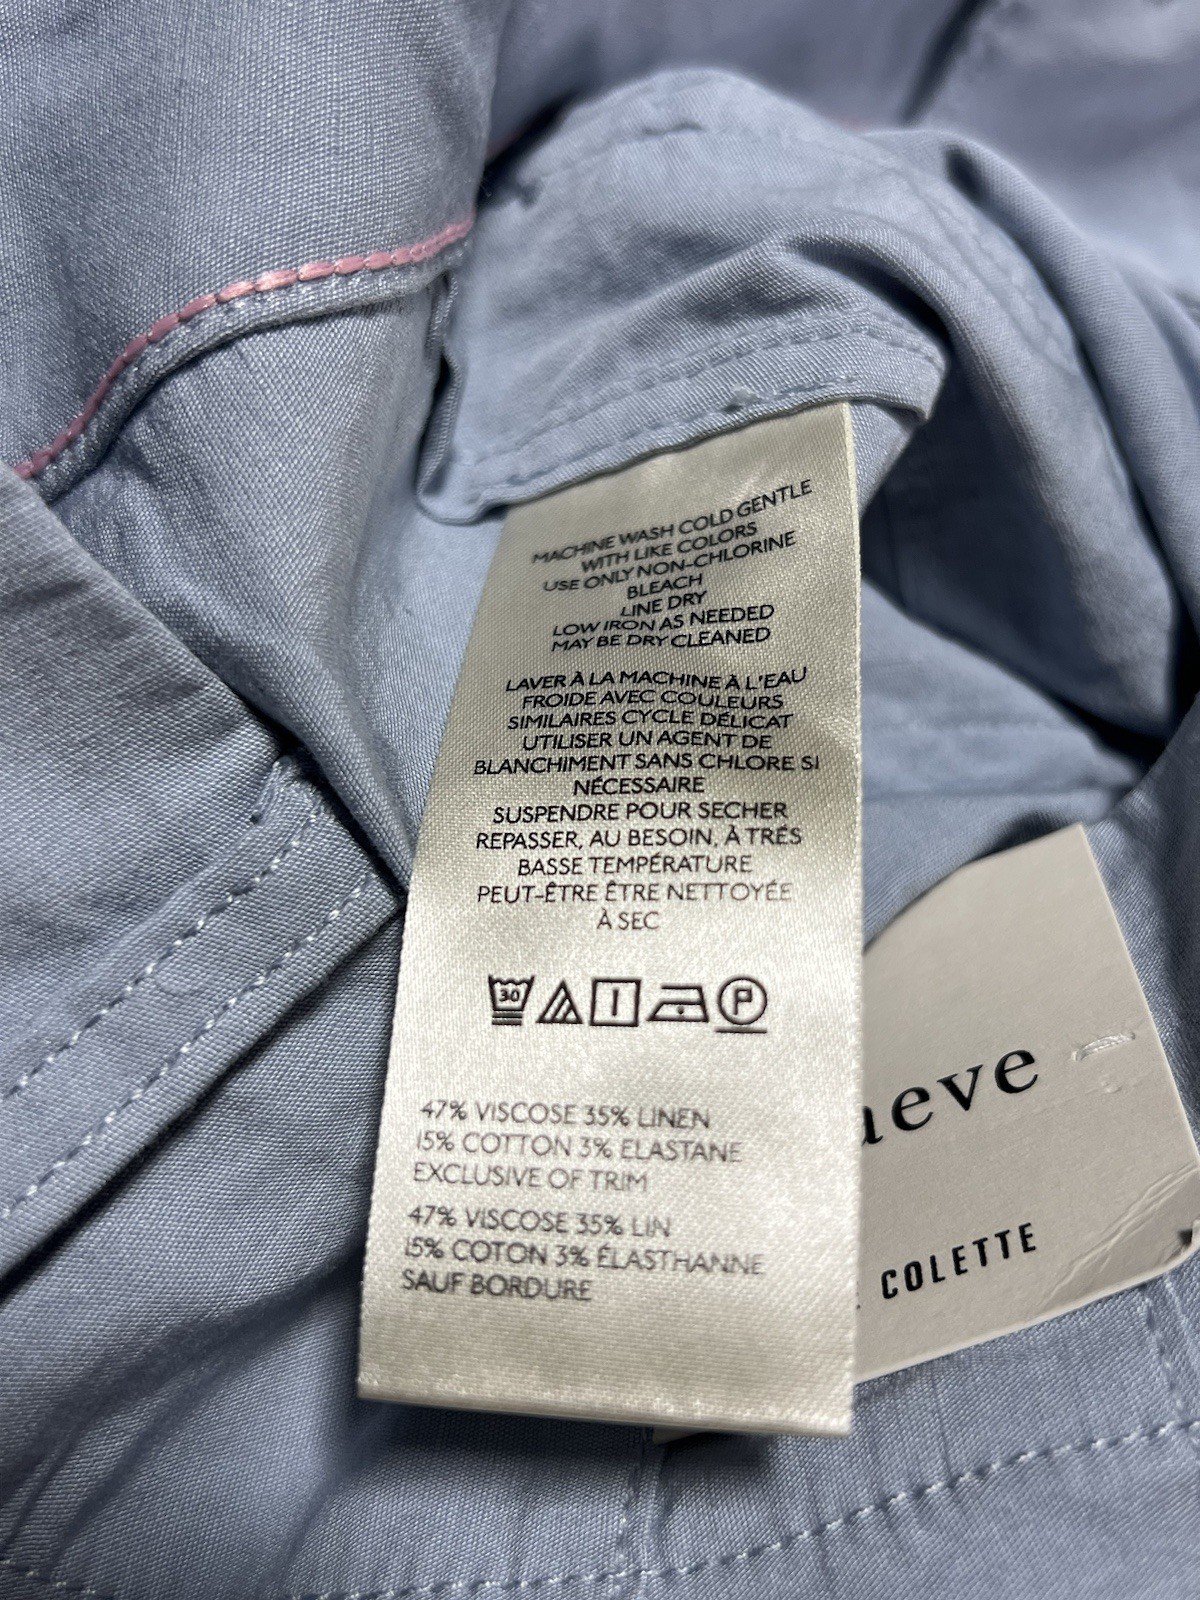 MACHINE WASH COLD GENTLE
WITH LIKE COLORS
USE ONLY NON-CHLORINE
BLEACH
LINE DRY
LOW IRON AS NEEDED
MAY BE DRY CLEANED
LAVER À LA MACHINE À L'EAU
FROIDE AVEC COULEURS
SIMILAIRES CYCLE DÉLICAT
UTILISER UN AGENT DE
BLANCHIMENT SANS CHLORE SI
NÉCESSAIRE
SUSPENDRE POUR SECHER
REPASSER, AU BESOIN, À TRÉS
BASSE TEMPÉRATURE
PEUT-ÊTRE ÊTRE NETTOYÉE
À SEC
30 P
47% VISCOSE 35% LINEN
15% COTTON 3% ELASTANE
EXCLUSIVE OF TRIM
47% VISCOSE 35% LIN
15% COTON 3% ÉLASTHANNE
SAUF BORDURE
aeve
COLETTE